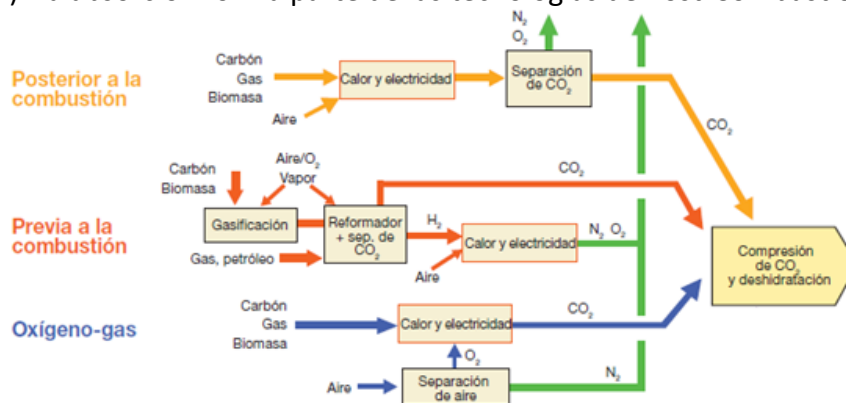 N₂
O₂
Posterior a la
combustión
Carbón
Gas
Biomasa
Aire
Calor y electricidad
Separación
de CO₂
CO₂
Previa a la
combustión
Carbón
Biomasa
Aire/O₂
Vapor
Gasificación
Gas, petróleo
Reformador
+ sep. de
CO₂
CO₂
H₂
Aire
Calor y electricidad
N₂ O₂
Compresión
de CO₂
y deshidratación
Oxígeno-gas
Carbón
Gas
Biomasa
Calor y electricidad
CO₂
O₂
Aire
Separación
de aire
N₂